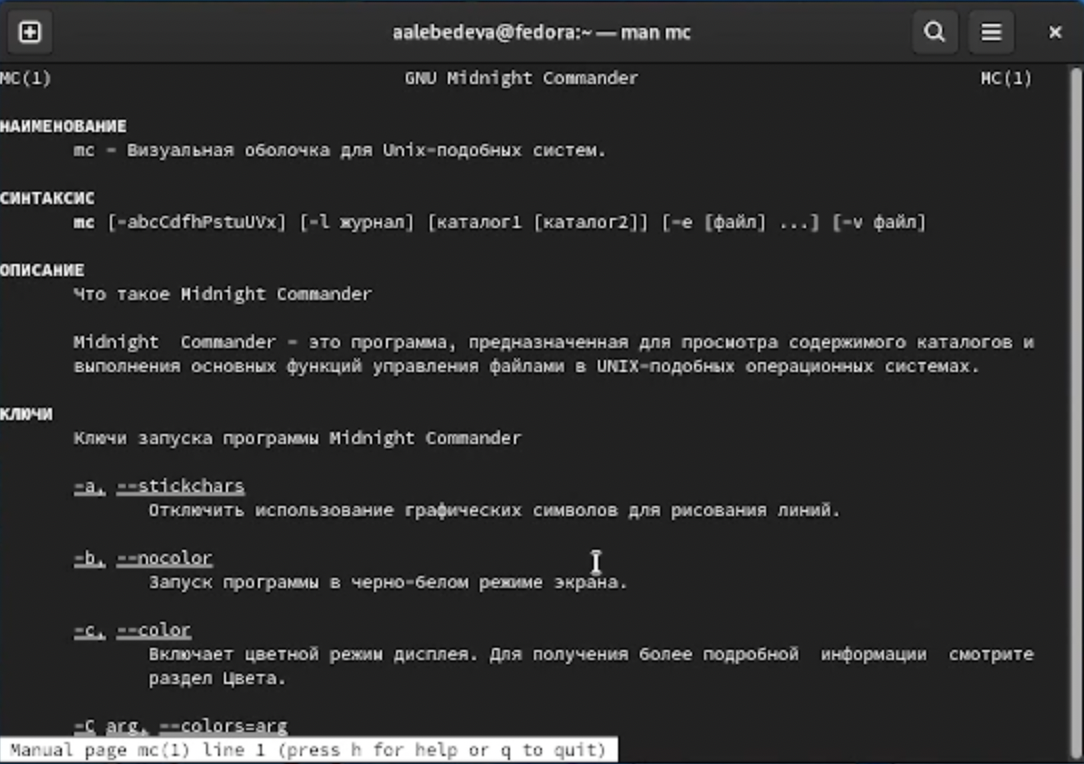 aalebedeva@fedora:~ — man mc
MC(1) GNU Midnight Commander MC(1)
НАИМЕНОВАНИЕ
mc - Визуальная оболочка для Unix-подобных систем.
СИНТАКСИС
mc [-abcCdfhPstuUVx] [-l журнал] [каталог1 [каталог2]] [-e [файл] ...] [-v файл]
ОПИСАНИЕ
Что такое Midnight Commander
Midnight Commander - это программа, предназначенная для просмотра содержимого каталогов и
выполнения основных функций управления файлами в UNIX-подобных операционных системах.
КЛЮЧИ
Ключи запуска программы Midnight Commander
-a, --stickchars
Отключить использование графических символов для рисования линий.
-b, --nocolor
Запуск программы в черно-белом режиме экрана.
-c, --color
Включает цветной режим дисплея. Для получения более подробной информации смотрите
раздел Цвета.
-C arg, --colors=arg
Manual page mc(1) line 1 (press h for help or q to quit)